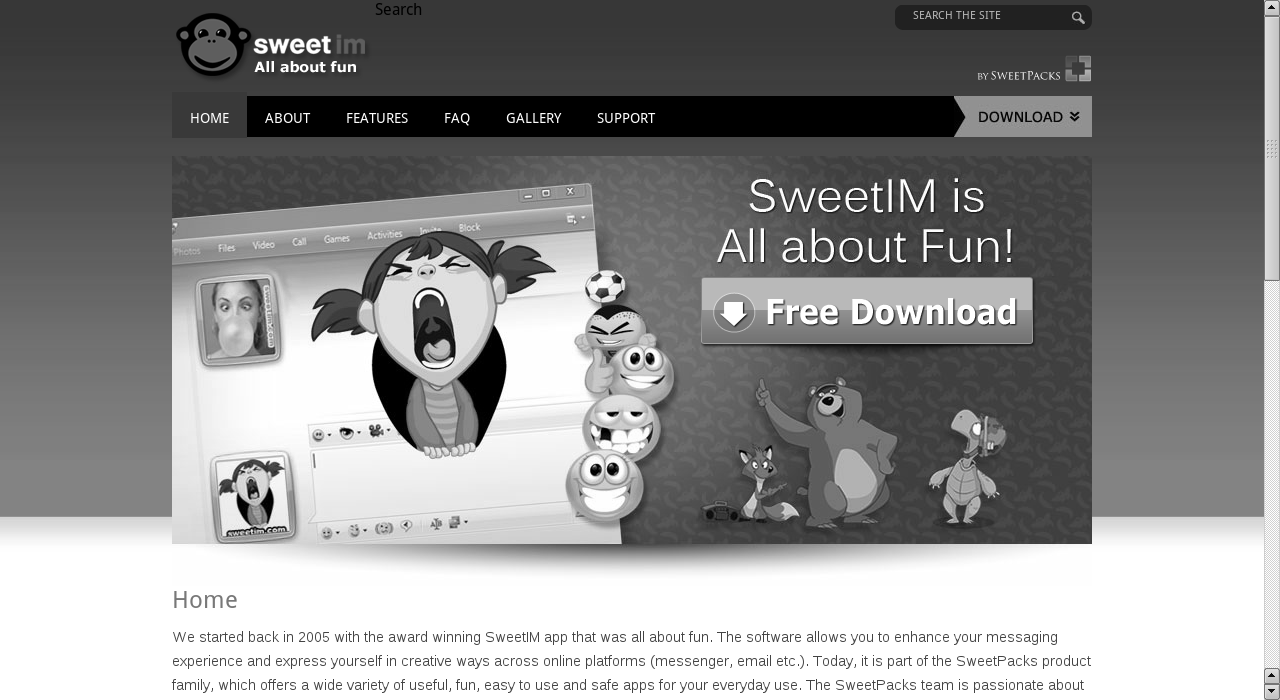 Search
SEARCH THE SITE
sweet im
All about fun
BY SWEETPACKS
HOME ABOUT FEATURES FAQ GALLERY SUPPORT DOWNLOAD
SweetIM is
All about Fun!
Free Download
Photos Files Video Call Games Activities Invite Block
sweetim.com
Home
We started back in 2005 with the award winning SweetIM app that was all about fun. The software allows you to enhance your messaging
experience and express yourself in creative ways across online platforms (messenger, email etc.). Today, it is part of the SweetPacks product
family, which offers a wide variety of useful, fun, easy to use and safe apps for your everyday use. The SweetPacks team is passionate about